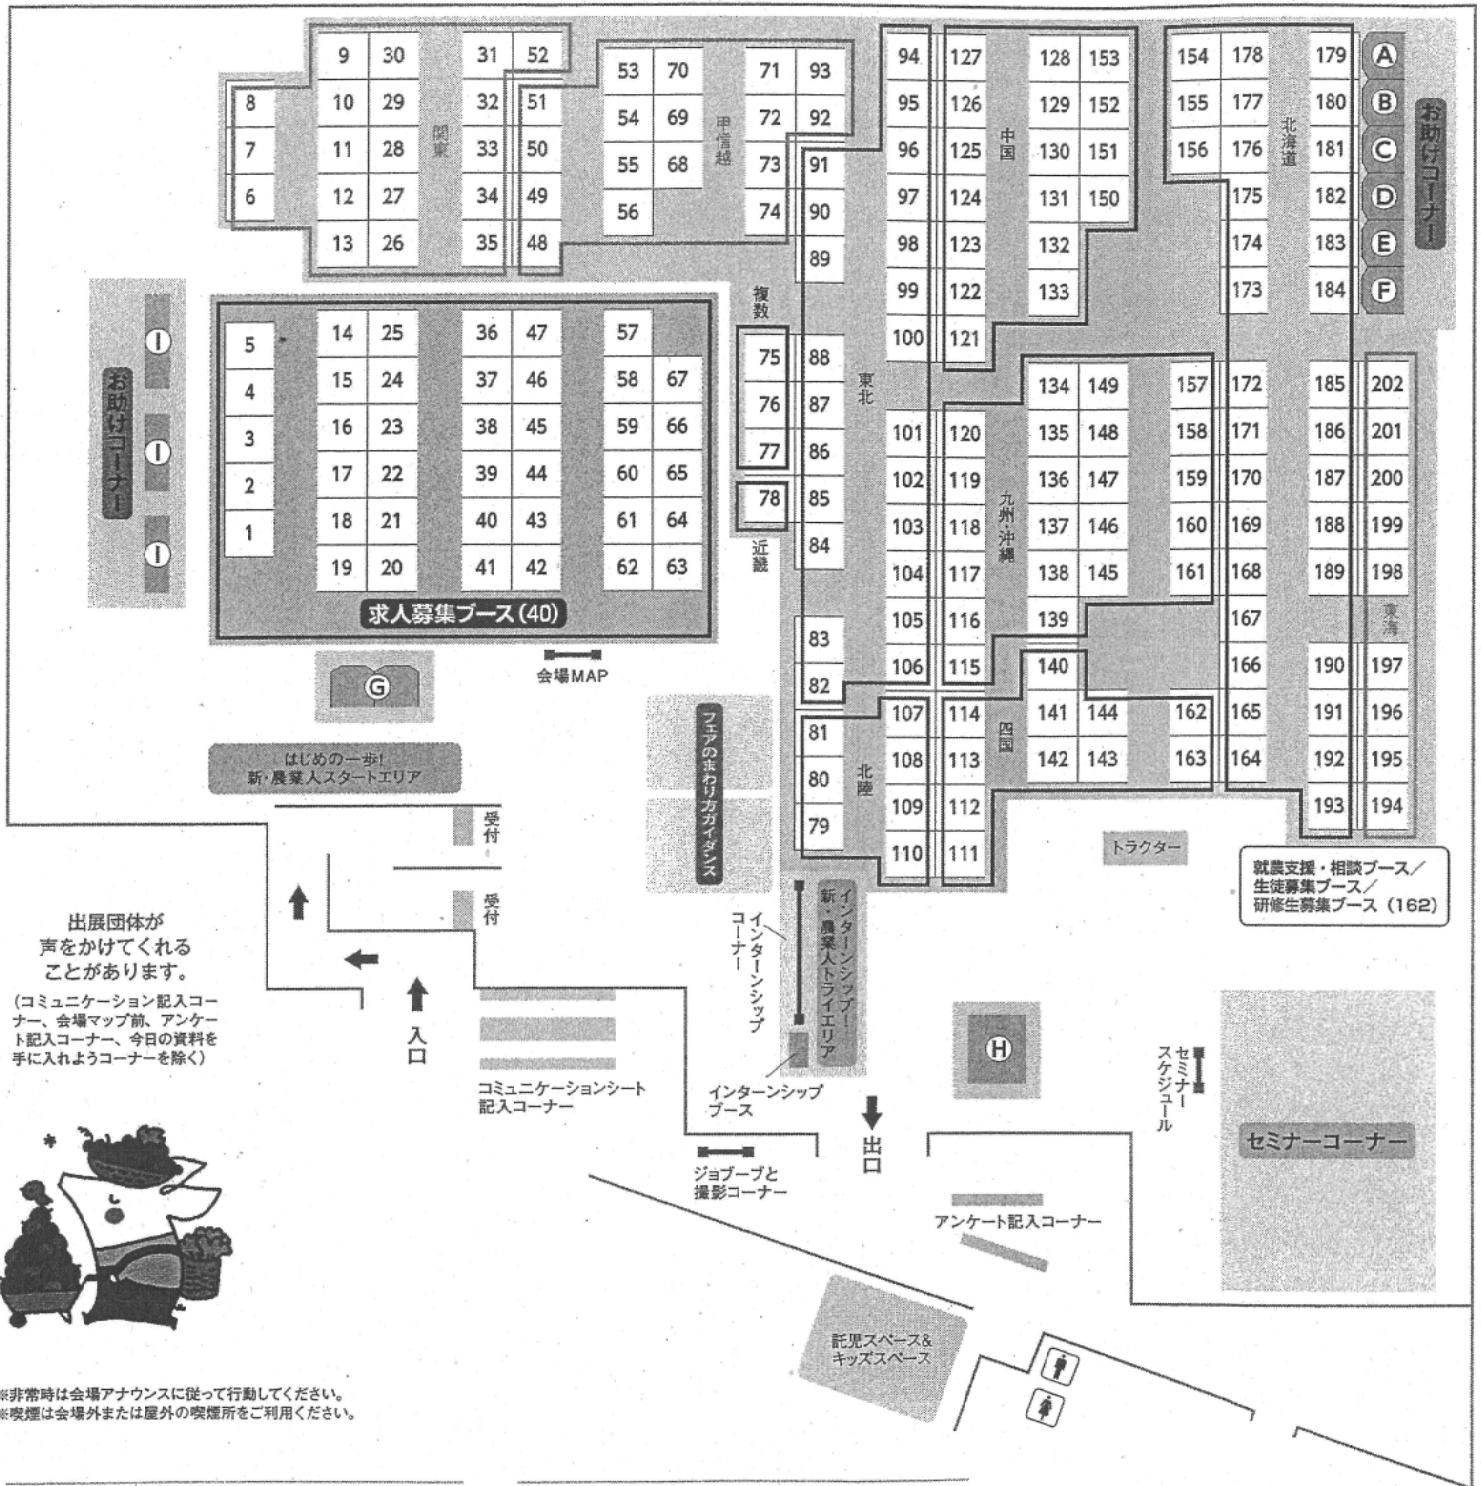 9 30 31 52
8 10 29 32 51
7 11 28 33 50
6 12 27 34 49
13 26 35 48
関東
53 70 71 93
54 69 72 92
55 68 73 91
56 74 90
89
甲信越
94 127 128 153
95 126 129 152
96 125 130 151
97 124 131 150
98 123 132
99 122 133
100 121
中国
154 178 179 A
155 177 180 B
156 176 181 C
175 182 D
174 183 E
173 184 F
北海道
お助けコーナー
お助けコーナー
I
I
I
5 14 25 36 47 57
4 15 24 37 46 58 67
3 16 23 38 45 59 66
2 17 22 39 44 60 65
1 18 21 40 43 61 64
19 20 41 42 62 63
求人募集ブース(40)
複数
75 88
76 87
77 86
78 85
84
近畿
83
82
東北
101 120
102 119
103 118
104 117
105 116
106 115
134 149 157 172
135 148 158 171
136 147 159 170
137 146 160 169
138 145 161 168
139 167
九州・沖縄
185 202
186 201
187 200
188 199
189 198
東海
190 197
191 196
192 195
193 194
140 166
141 144 162 165
142 143 163 164
四国
107 114
108 113
109 112
110 111
81
80
79
北陸
会場MAP
G
はじめの一歩!
新・農業人スタートエリア
フェアのまわり方ガイダンス
受付
受付
トラクター
就農支援・相談ブース/
生徒募集ブース/
研修生募集ブース (162)
出展団体が
声をかけてくれる
ことがあります。
(コミュニケーション記入コー
ナー、会場マップ前、アンケー
ト記入コーナー、今日の資料を
手に入れようコーナーを除く)
入口
コミュニケーションシート
記入コーナー
インターンシップ
コーナー
インターンシップ!
新・農業人トライエリア
インターンシップ
ブース
H
セミナー
スケジュール
セミナーコーナー
出口
ジョブーブと
撮影コーナー
アンケート記入コーナー
託児スペース&
キッズスペース
※非常時は会場アナウンスに従って行動してください。
※喫煙は会場外または屋外の喫煙所をご利用ください。